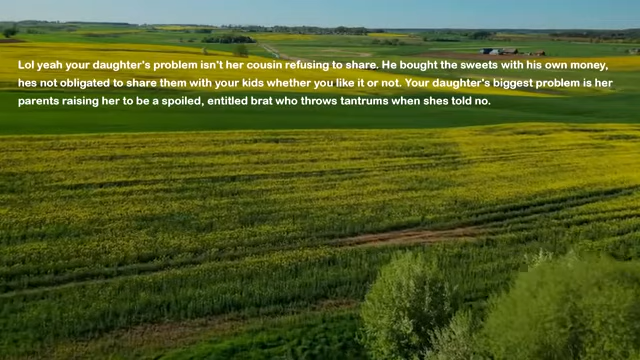 Lol yeah your daughter's problem isn't her cousin refusing to share. He bought the sweets with his own money,
hes not obligated to share them with your kids whether you like it or not. Your daughter's biggest problem is her
parents raising her to be a spoiled, entitled brat who throws tantrums when shes told no.